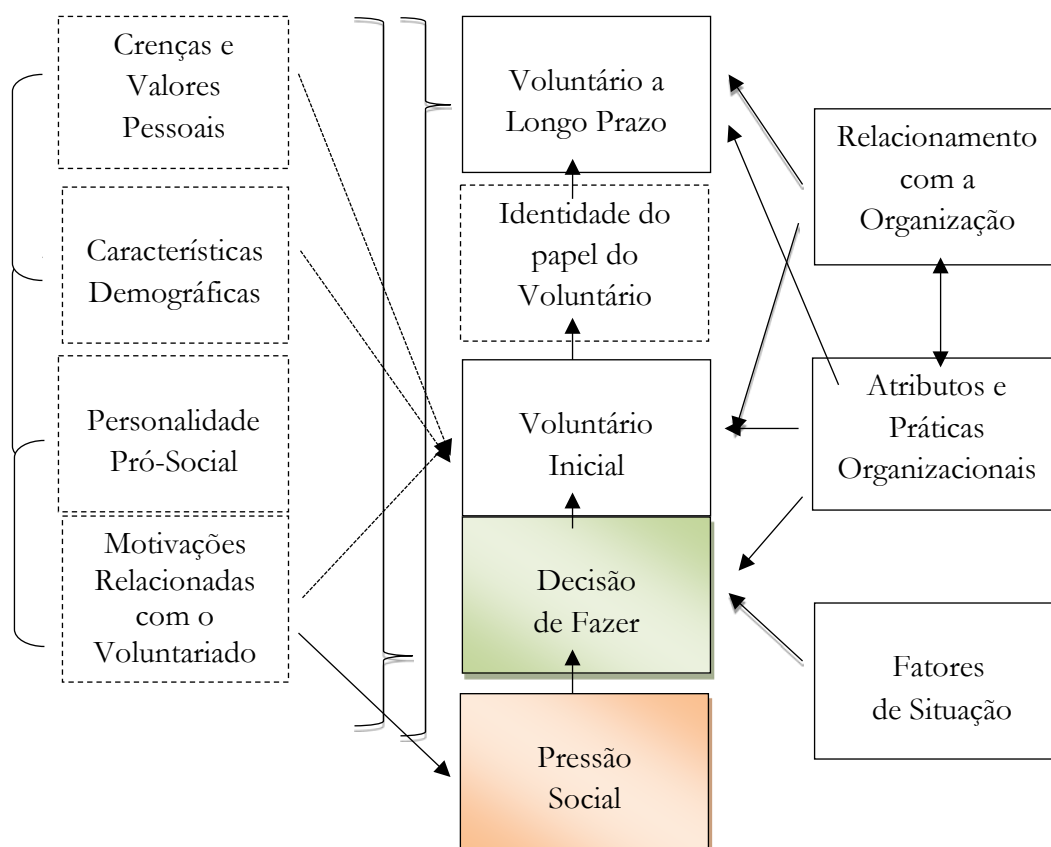 Crenças e
Valores
Pessoais
Características
Demográficas
Personalidade
Pró-Social
Motivações
Relacionadas
com o
Voluntariado
Voluntário a
Longo Prazo
Identidade do
papel do
Voluntário
Voluntário
Inicial
Decisão
de Fazer
Pressão
Social
Relacionamento
com a
Organização
Atributos e
Práticas
Organizacionais
Fatores
de Situação